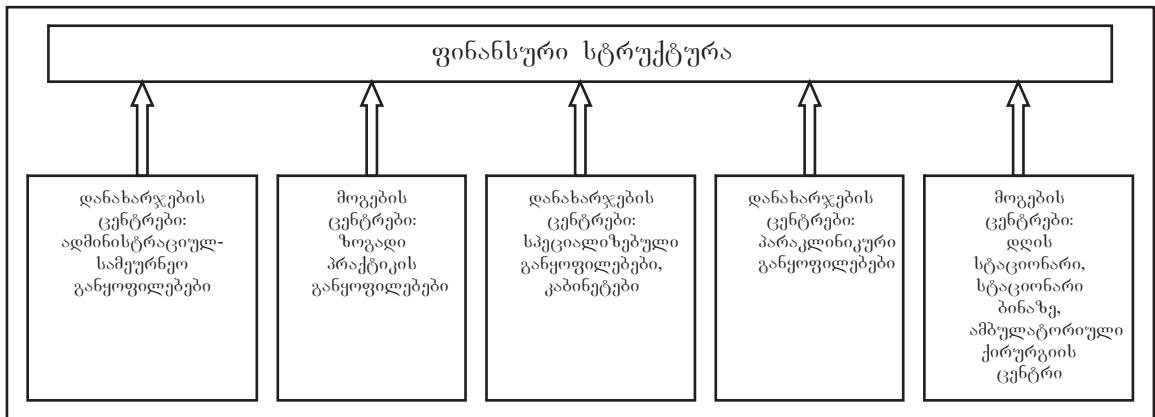 ფინანსური სტრუქტურა
დანახარჯების
ცენტრები:
ადმინისტრაციულ-
სამეურნეო
განყოფილებები
მოგების
ცენტრები:
ზოგადი
პრაქტიკის
განყოფილებები
დანახარჯების
ცენტრები:
სპეციალიზებული
განყოფილებები,
კაბინეტები
დანახარჯების
ცენტრები:
პარაკლინიკური
განყოფილებები
მოგების
ცენტრები:
დღის
სტაციონარი,
სტაციონარი
ბინაზე,
ამბულატორიული
ქირურგიის
ცენტრი